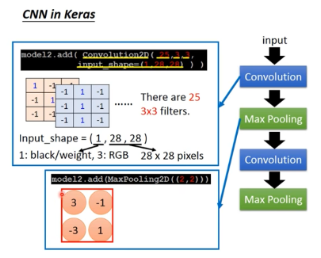 CNN in Keras
model2.add( Convolution2D( 25,3,3,
input_shape=(1,28,28) ) )
input
Convolution
Max Pooling
Convolution
Max Pooling
1 -1 -1
-1 1 -1
-1 -1 1
-1 1 -1
-1 1 -1
-1 1 -1
......
There are 25
3x3 filters.
Input_shape = ( 1 , 28 , 28 )
1: black/weight, 3: RGB 28 x 28 pixels
model2.add(MaxPooling2D((2,2)))
3 -1
-3 1